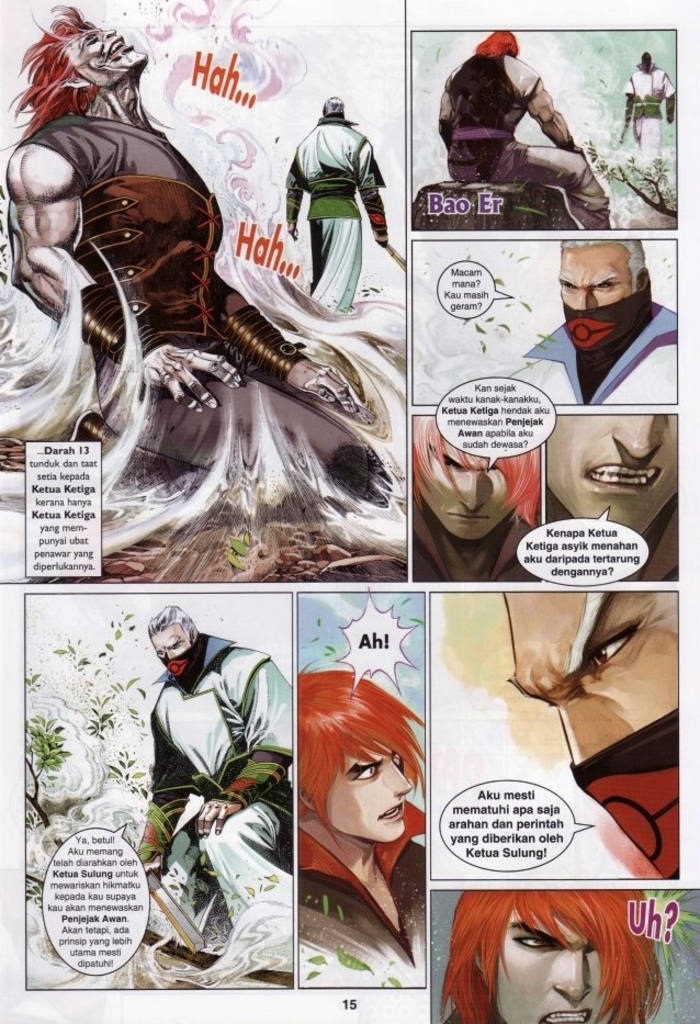 Hah...
Hah...
...Darah 13
tunduk dan taat
setia kepada
Ketua Ketiga
kerana hanya
Ketua Ketiga
yang mem-
punyai ubat
penawar yang
diperlukannya.
Bao Er
Macam
mana?
Kau masih
geram?
Kan sejak
waktu kanak-kanakku,
Ketua Ketiga hendak aku
menewaskan Penjejak
Awan apabila aku
sudah dewasa?
Kenapa Ketua
Ketiga asyik menahan
aku daripada tertarung
dengannya?
Ya, betul!
Aku memang
telah diarahkan oleh
Ketua Sulung untuk
mewariskan hikmatku
kepada kau supaya
kau akan menewaskan
Penjejak Awan.
Akan tetapi, ada
prinsip yang lebih
utama mesti
dipatuhi!
Ah!
Aku mesti
mematuhi apa saja
arahan dan perintah
yang diberikan oleh
Ketua Sulung!
Uh?
15